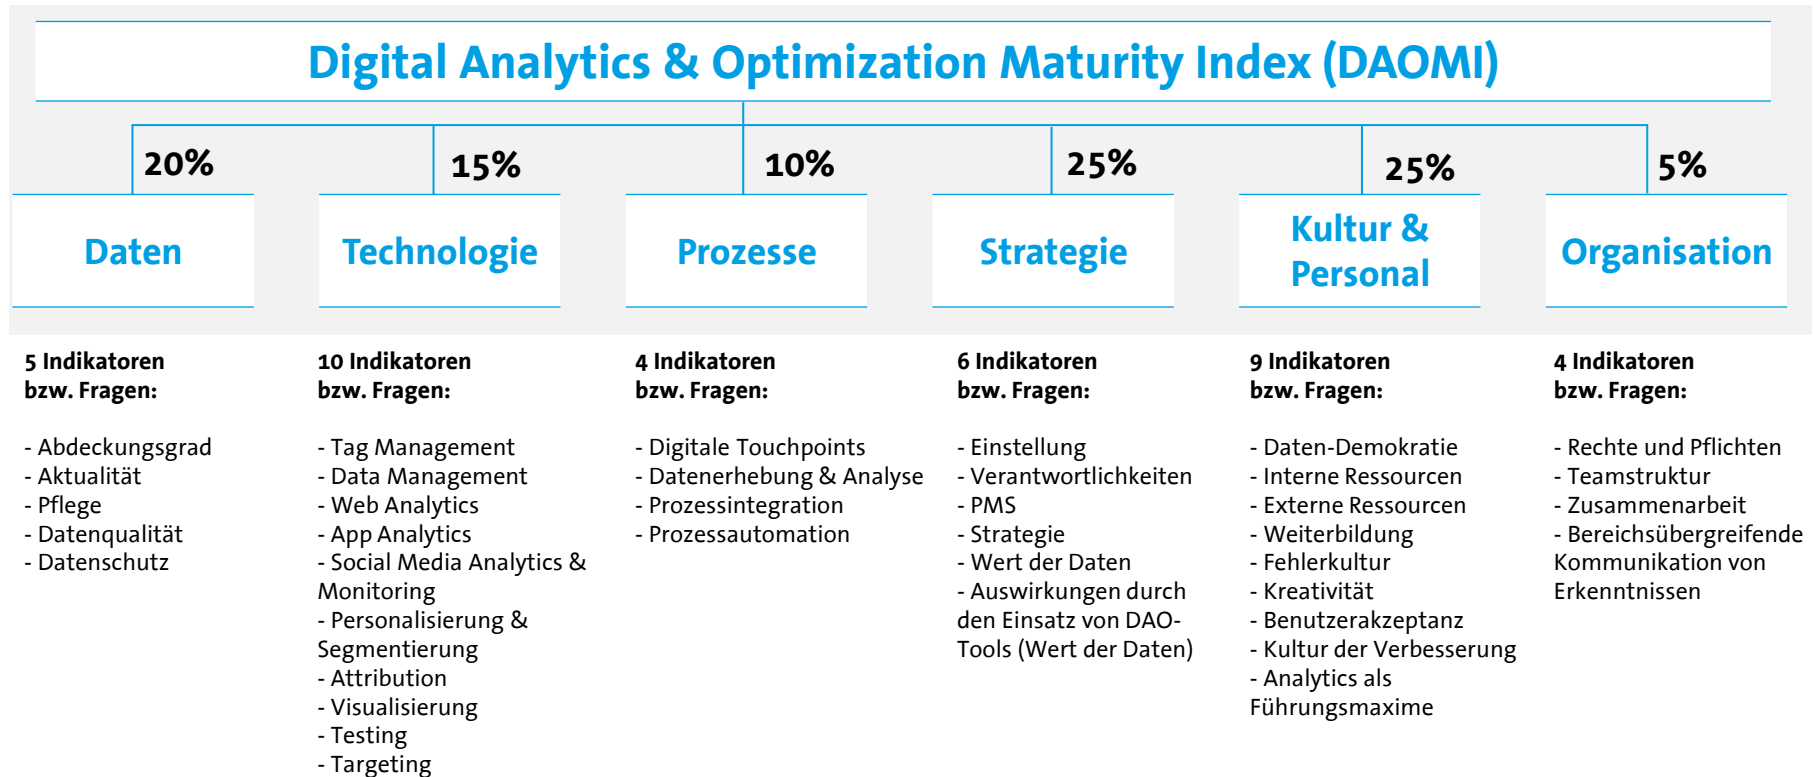 Digital Analytics & Optimization Maturity Index (DAOMI)
20%
15%
10%
25%
25%
5%
Daten
Technologie
Prozesse
Strategie
Kultur &
Personal
Organisation
5 Indikatoren
bzw. Fragen:
- Abdeckungsgrad
- Aktualität
- Pflege
- Datenqualität
- Datenschutz
10 Indikatoren
bzw. Fragen:
- Tag Management
- Data Management
- Web Analytics
- App Analytics
- Social Media Analytics &
Monitoring
- Personalisierung &
Segmentierung
- Attribution
- Visualisierung
- Testing
- Targeting
4 Indikatoren
bzw. Fragen:
- Digitale Touchpoints
- Datenerhebung & Analyse
- Prozessintegration
- Prozessautomation
6 Indikatoren
bzw. Fragen:
- Einstellung
- Verantwortlichkeiten
- PMS
- Strategie
- Wert der Daten
- Auswirkungen durch
den Einsatz von DAO-
Tools (Wert der Daten)
9 Indikatoren
bzw. Fragen:
- Daten-Demokratie
- Interne Ressourcen
- Externe Ressourcen
- Weiterbildung
- Fehlerkultur
- Kreativität
- Benutzerakzeptanz
- Kultur der Verbesserung
- Analytics als
Führungsmaxime
4 Indikatoren
bzw. Fragen:
- Rechte und Pflichten
- Teamstruktur
- Zusammenarbeit
- Bereichsübergreifende
Kommunikation von
Erkenntnissen